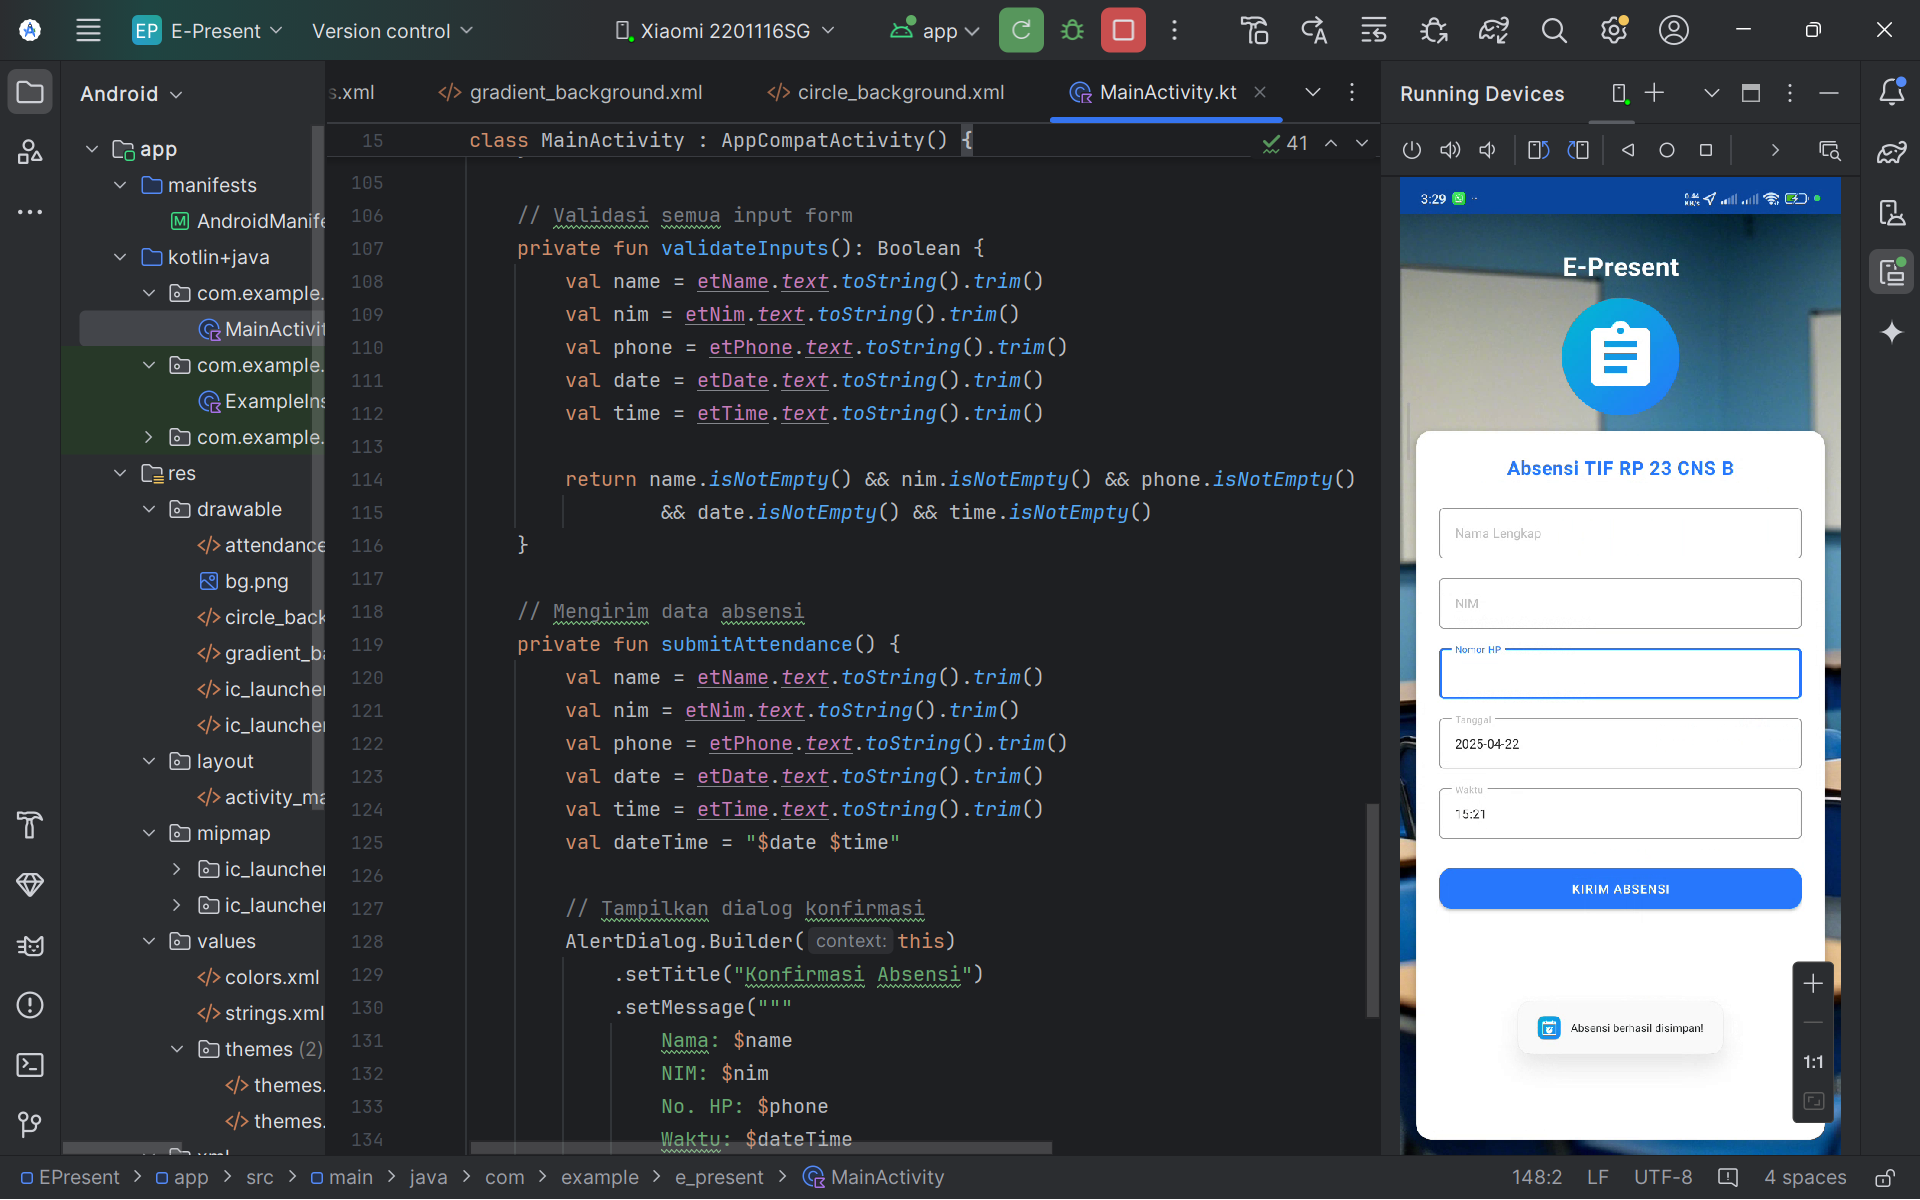 EP E-Present Version control Xiaomi 2201116SG app
Android
app
manifests
AndroidManife
kotlin+java
com.example.
MainActivit
com.example.
ExampleIns
com.example.
res
drawable
attendance
bg.png
circle_back
gradient_ba
ic_launcher
ic_launcher
layout
activity_ma
mipmap
ic_launcher
ic_launcher
values
colors.xml
strings.xml
themes (2)
themes.
themes.
s.xml gradient_background.xml circle_background.xml MainActivity.kt
15 class MainActivity : AppCompatActivity() { 41
105
106 // Validasi semua input form
107 private fun validateInputs(): Boolean {
108 val name = etName.text.toString().trim()
109 val nim = etNim.text.toString().trim()
110 val phone = etPhone.text.toString().trim()
111 val date = etDate.text.toString().trim()
112 val time = etTime.text.toString().trim()
113
114 return name.isNotEmpty() && nim.isNotEmpty() && phone.isNotEmpty()
115 && date.isNotEmpty() && time.isNotEmpty()
116 }
117
118 // Mengirim data absensi
119 private fun submitAttendance() {
120 val name = etName.text.toString().trim()
121 val nim = etNim.text.toString().trim()
122 val phone = etPhone.text.toString().trim()
123 val date = etDate.text.toString().trim()
124 val time = etTime.text.toString().trim()
125 val dateTime = "$date $time"
126
127 // Tampilkan dialog konfirmasi
128 AlertDialog.Builder( context: this)
129 .setTitle("Konfirmasi Absensi")
130 .setMessage("""
131 Nama: $name
132 NIM: $nim
133 No. HP: $phone
134 Waktu: $dateTime
Running Devices
3:29
E-Present
Absensi TIF RP 23 CNS B
Nama Lengkap
NIM
Nomor HP
Tanggal
2025-04-22
Waktu
15:21
KIRIM ABSENSI
Absensi berhasil disimpan!
1:1
EPresent > app > src > main > java > com > example > e_present > MainActivity
148:2 LF UTF-8 4 spaces